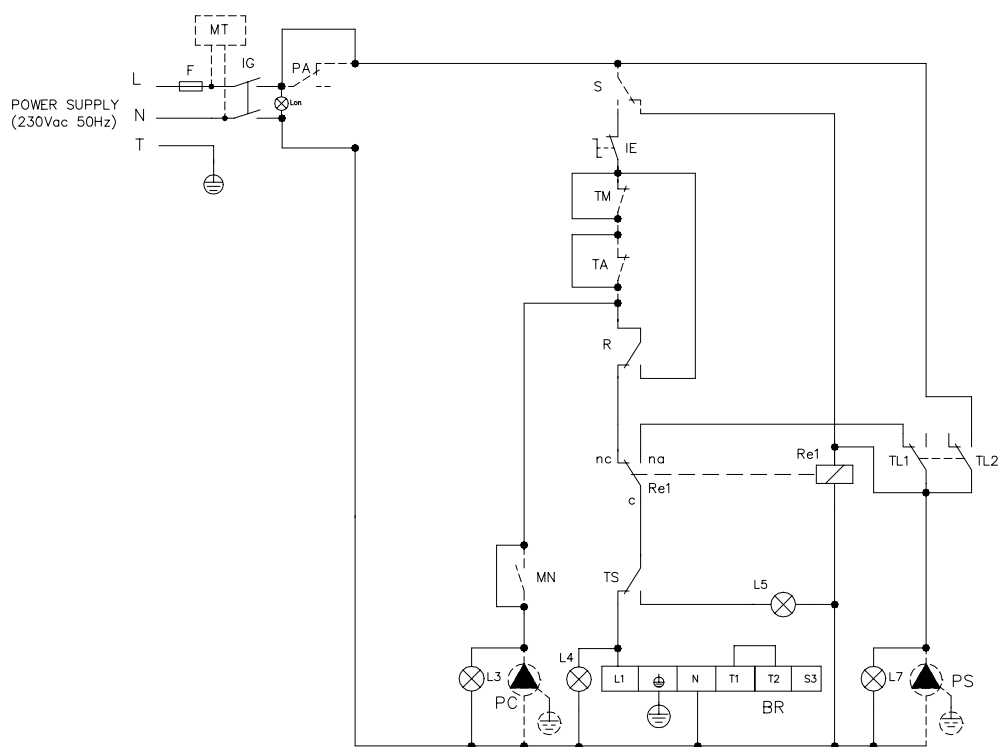 MT
F
IG
PA
L
Lon
POWER SUPPLY
(230Vac 50Hz)
N
T
S
IE
TM
TA
R
nc
na
Re1
c
Re1
TL1
TL2
MN
TS
L5
L3
PC
L4
L1
N
T1
T2
S3
BR
L7
PS